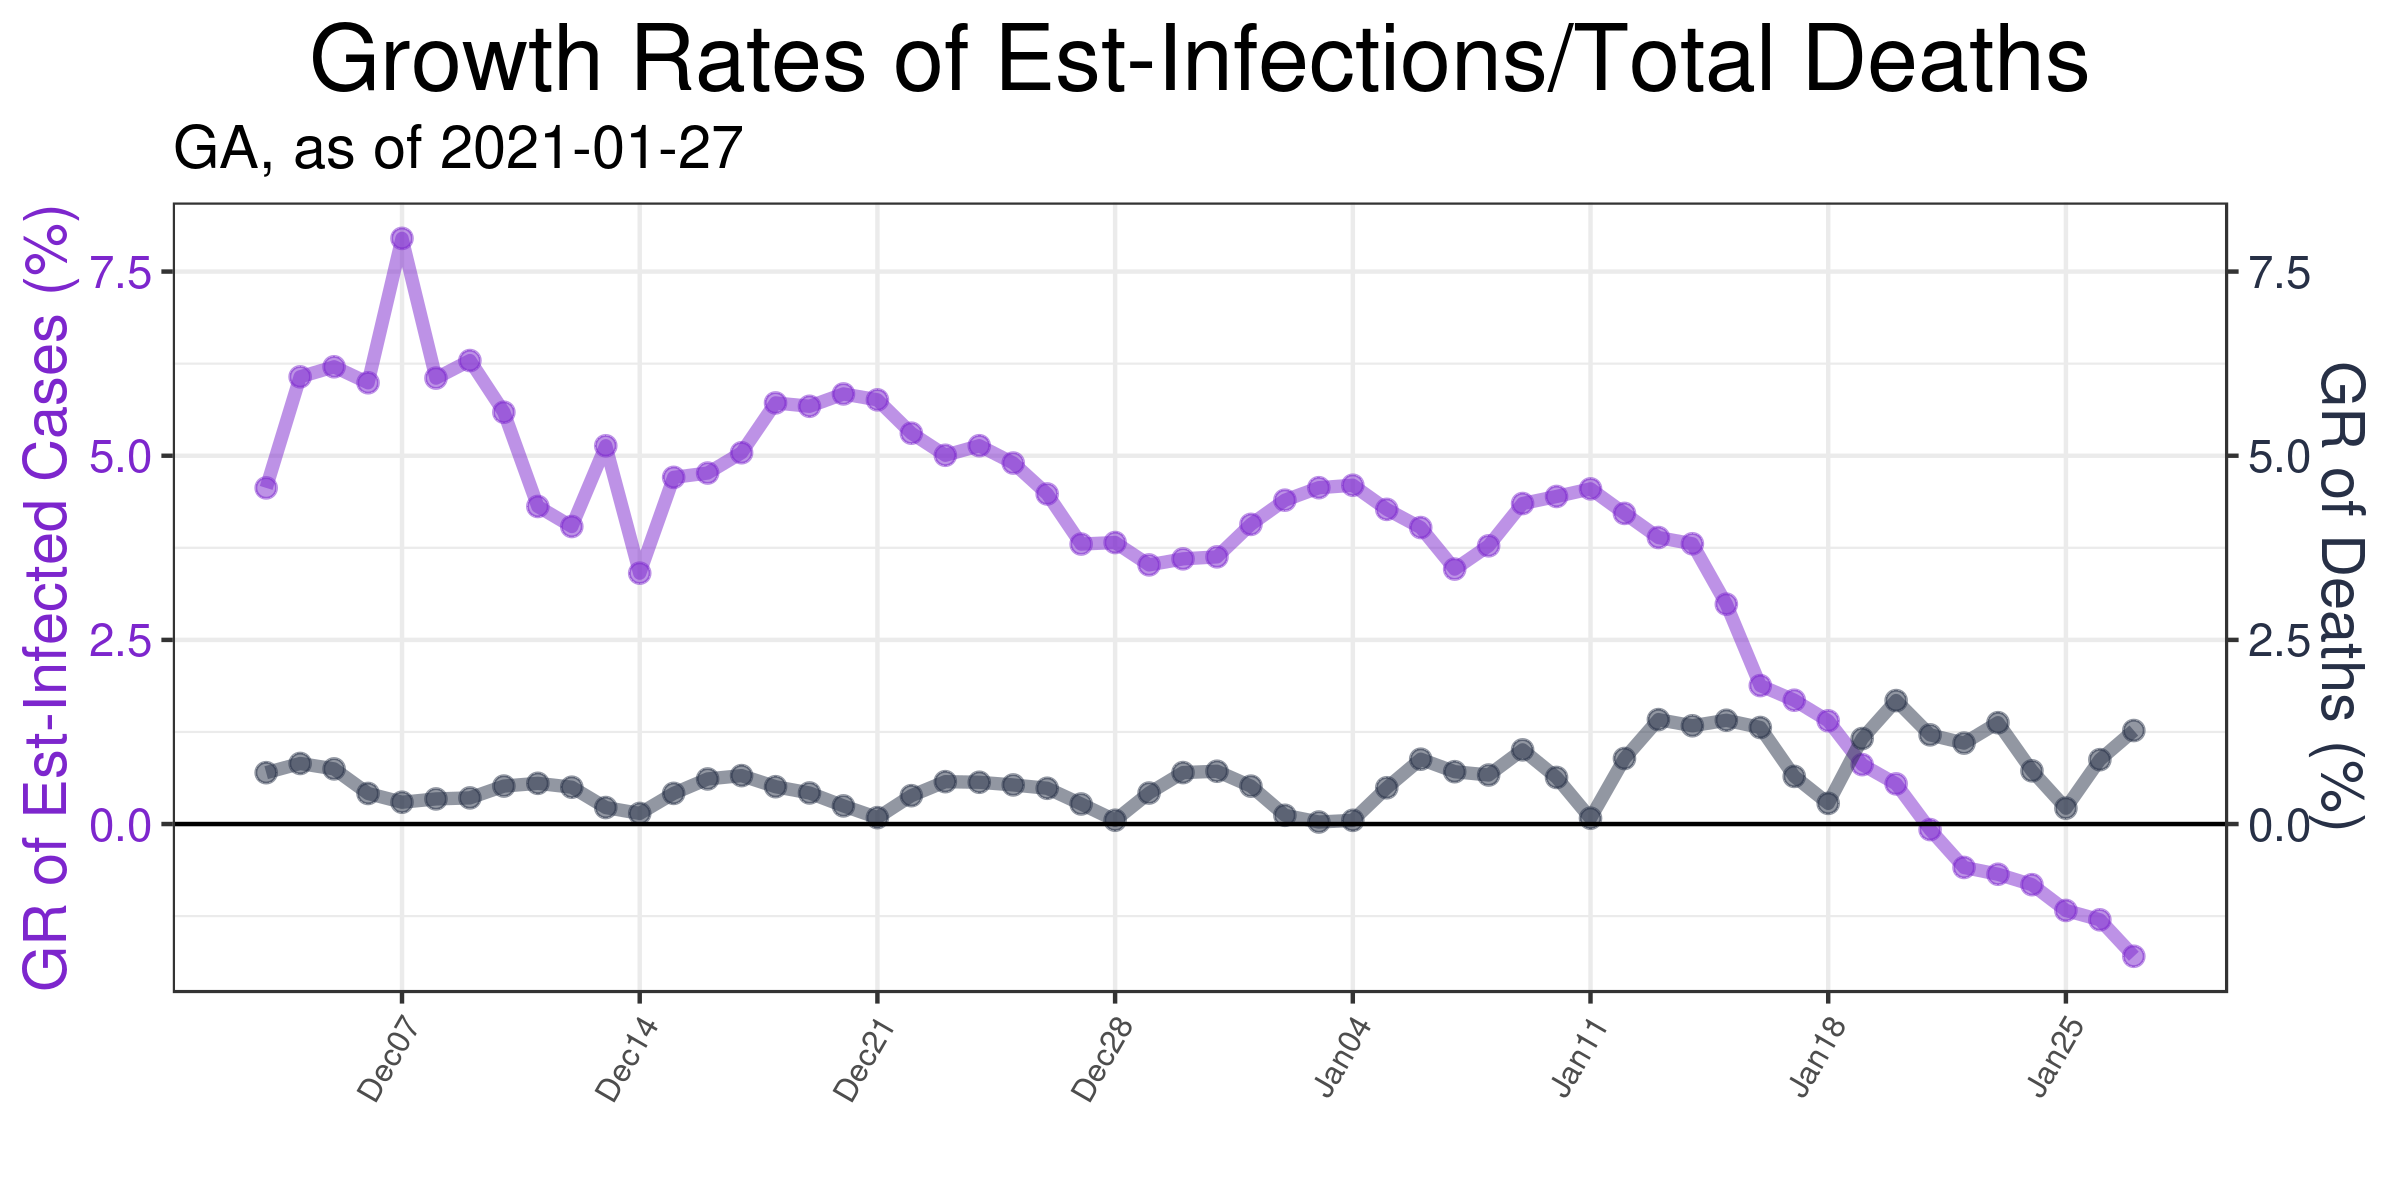 Growth Rates of Est-Infections/Total Deaths
GA, as of 2021-01-27
GR of Est-Infected Cases (%)
7.5
5.0
2.5
0.0
7.5
5.0
2.5
0.0
GR of Deaths (%)
Dec07
Dec14
Dec21
Dec28
Jan04
Jan11
Jan18
Jan25